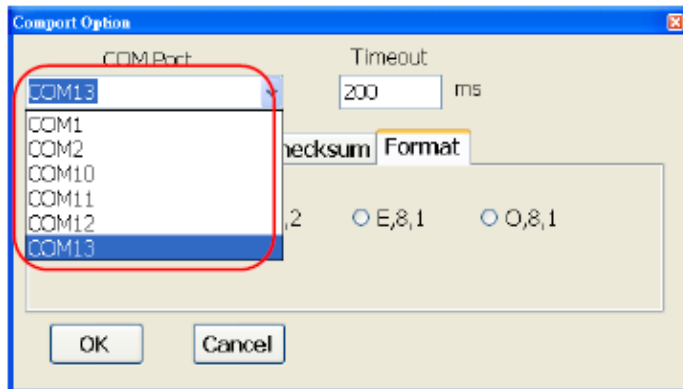 Comport Option
COM Port Timeout
COM13 200 ms
COM1
COM2
COM10
COM11
COM12
COM13
hecksum Format
,2 E,8,1 O,8,1
OK Cancel